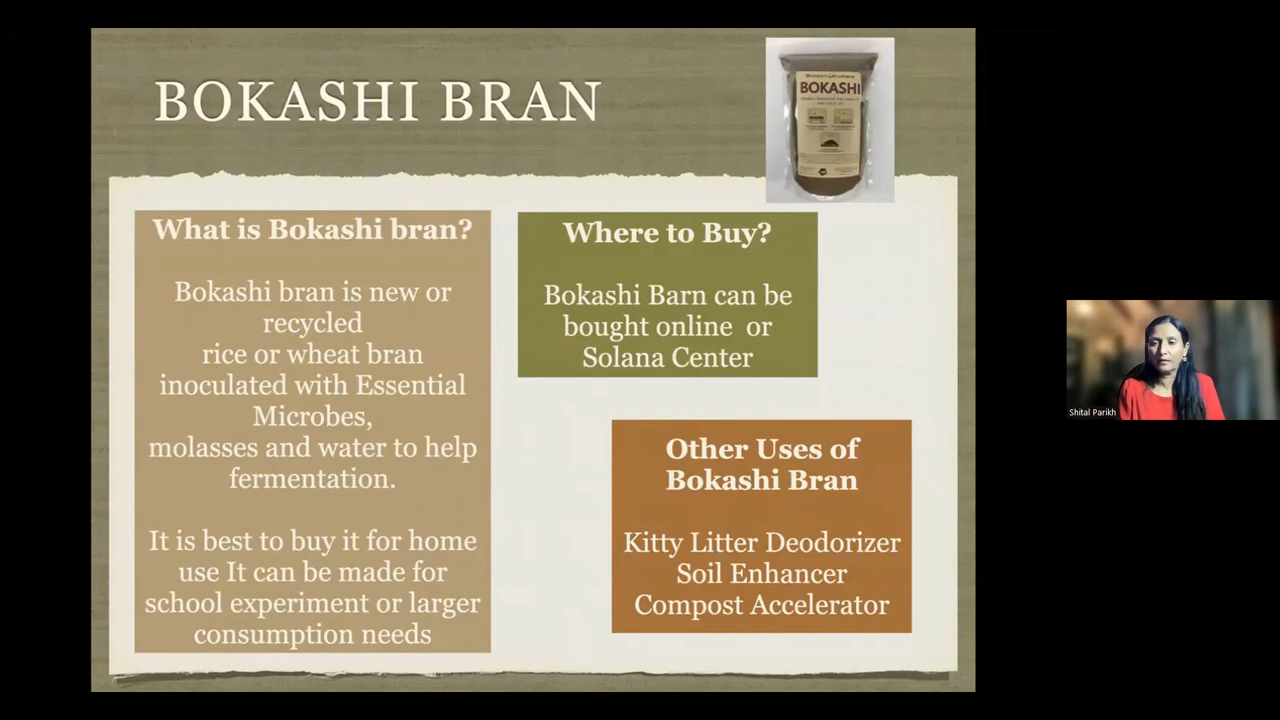 BOKASHI BRAN
BOKASHI
What is Bokashi bran?
Bokashi bran is new or
recycled
rice or wheat bran
inoculated with Essential
Microbes,
molasses and water to help
fermentation.
It is best to buy it for home
use It can be made for
school experiment or larger
consumption needs
Where to Buy?
Bokashi Barn can be
bought online or
Solana Center
Other Uses of
Bokashi Bran
Kitty Litter Deodorizer
Soil Enhancer
Compost Accelerator
Shital Parikh